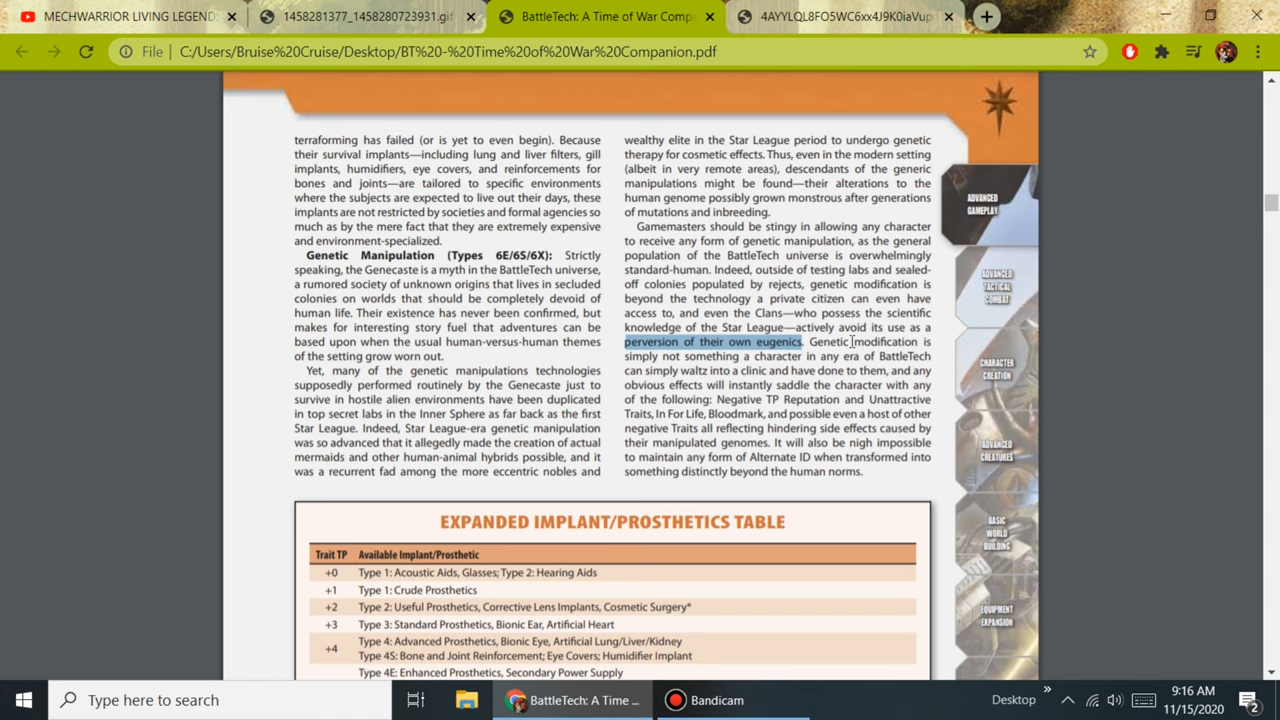 MECHWARRIOR LIVING LEGEND
1458281377_1458280723931.gif
BattleTech: A Time of War Compa
4AYYLQL8FO5WC6xx4J9K0iaVup
File
C:/Users/Bruise%20Cruise/Desktop/BT%20-%20Time%20of%20War%20Companion.pdf
terraforming has failed (or is yet to even begin). Because
their survival implants—including lung and liver filters, gill
implants, humidifiers, eye covers, and reinforcements for
bones and joints—are tailored to specific environments
where the subjects are expected to live out their days, these
implants are not restricted by societies and formal agencies so
much as by the mere fact that they are extremely expensive
and environment-specialized.
Genetic Manipulation (Types 6E/6S/6X): Strictly
speaking, the Genecaste is a myth in the BattleTech universe,
a rumored society of unknown origins that lives in secluded
colonies on worlds that should be completely devoid of
human life. Their existence has never been confirmed, but
makes for interesting story fuel that adventures can be
based upon when the usual human-versus-human themes
of the setting grow worn out.
Yet, many of the genetic manipulations technologies
supposedly performed routinely by the Genecaste just to
survive in hostile alien environments have been duplicated
in top secret labs in the Inner Sphere as far back as the first
Star League. Indeed, Star League-era genetic manipulation
was so advanced that it allegedly made the creation of actual
mermaids and other human-animal hybrids possible, and it
was a recurrent fad among the more eccentric nobles and
wealthy elite in the Star League period to undergo genetic
therapy for cosmetic effects. Thus, even in the modern setting
(albeit in very remote areas), descendants of the generic
manipulations might be found—their alterations to the
human genome possibly grown monstrous after generations
of mutations and inbreeding.
Gamemasters should be stingy in allowing any character
to receive any form of genetic manipulation, as the general
population of the BattleTech universe is overwhelmingly
standard-human. Indeed, outside of testing labs and sealed-
off colonies populated by rejects, genetic modification is
beyond the technology a private citizen can even have
access to, and even the Clans—who possess the scientific
knowledge of the Star League—actively avoid its use as a
perversion of their own eugenics. Genetic modification is
simply not something a character in any era of BattleTech
can simply waltz into a clinic and have done to them, and any
obvious effects will instantly saddle the character with any
of the following: Negative TP Reputation and Unattractive
Traits, In For Life, Bloodmark, and possible even a host of other
negative Traits all reflecting hindering side effects caused by
their manipulated genomes. It will also be nigh impossible
to maintain any form of Alternate ID when transformed into
something distinctly beyond the human norms.
ADVANCED
GAMEPLAY
ADVANCED
TACTICAL
COMBAT
CHARACTER
CREATION
ADVANCED
CREATURES
BASIC
WORLD
BUILDING
EQUIPMENT
EXPANSION
EXPANDED IMPLANT/PROSTHETICS TABLE
Trait TP Available Implant/Prosthetic
+0 Type 1: Acoustic Aids, Glasses; Type 2: Hearing Aids
+1 Type 1: Crude Prosthetics
+2 Type 2: Useful Prosthetics, Corrective Lens Implants, Cosmetic Surgery*
+3 Type 3: Standard Prosthetics, Bionic Ear, Artificial Heart
+4 Type 4: Advanced Prosthetics, Bionic Eye, Artificial Lung/Liver/Kidney
Type 4S: Bone and Joint Reinforcement; Eye Covers; Humidifier Implant
Type 4E: Enhanced Prosthetics, Secondary Power Supply
Type here to search
BattleTech: A Time ...
Bandicam
Desktop
9:16 AM
11/15/2020
2